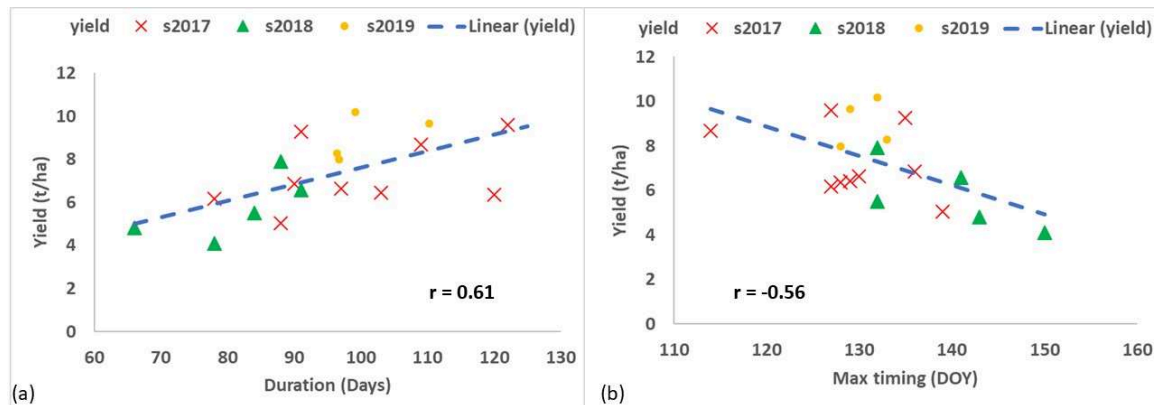 yield s2017 s2018 s2019 Linear (yield)
12
10
8
6
4
2
0
Yield (t/ha)
r = 0.61
60 70 80 90 100 110 120 130
Duration (Days)
(a)
yield s2017 s2018 s2019 Linear (yield)
12
10
8
6
4
2
0
Yield (t/ha)
r = -0.56
110 120 130 140 150 160
Max timing (DOY)
(b)